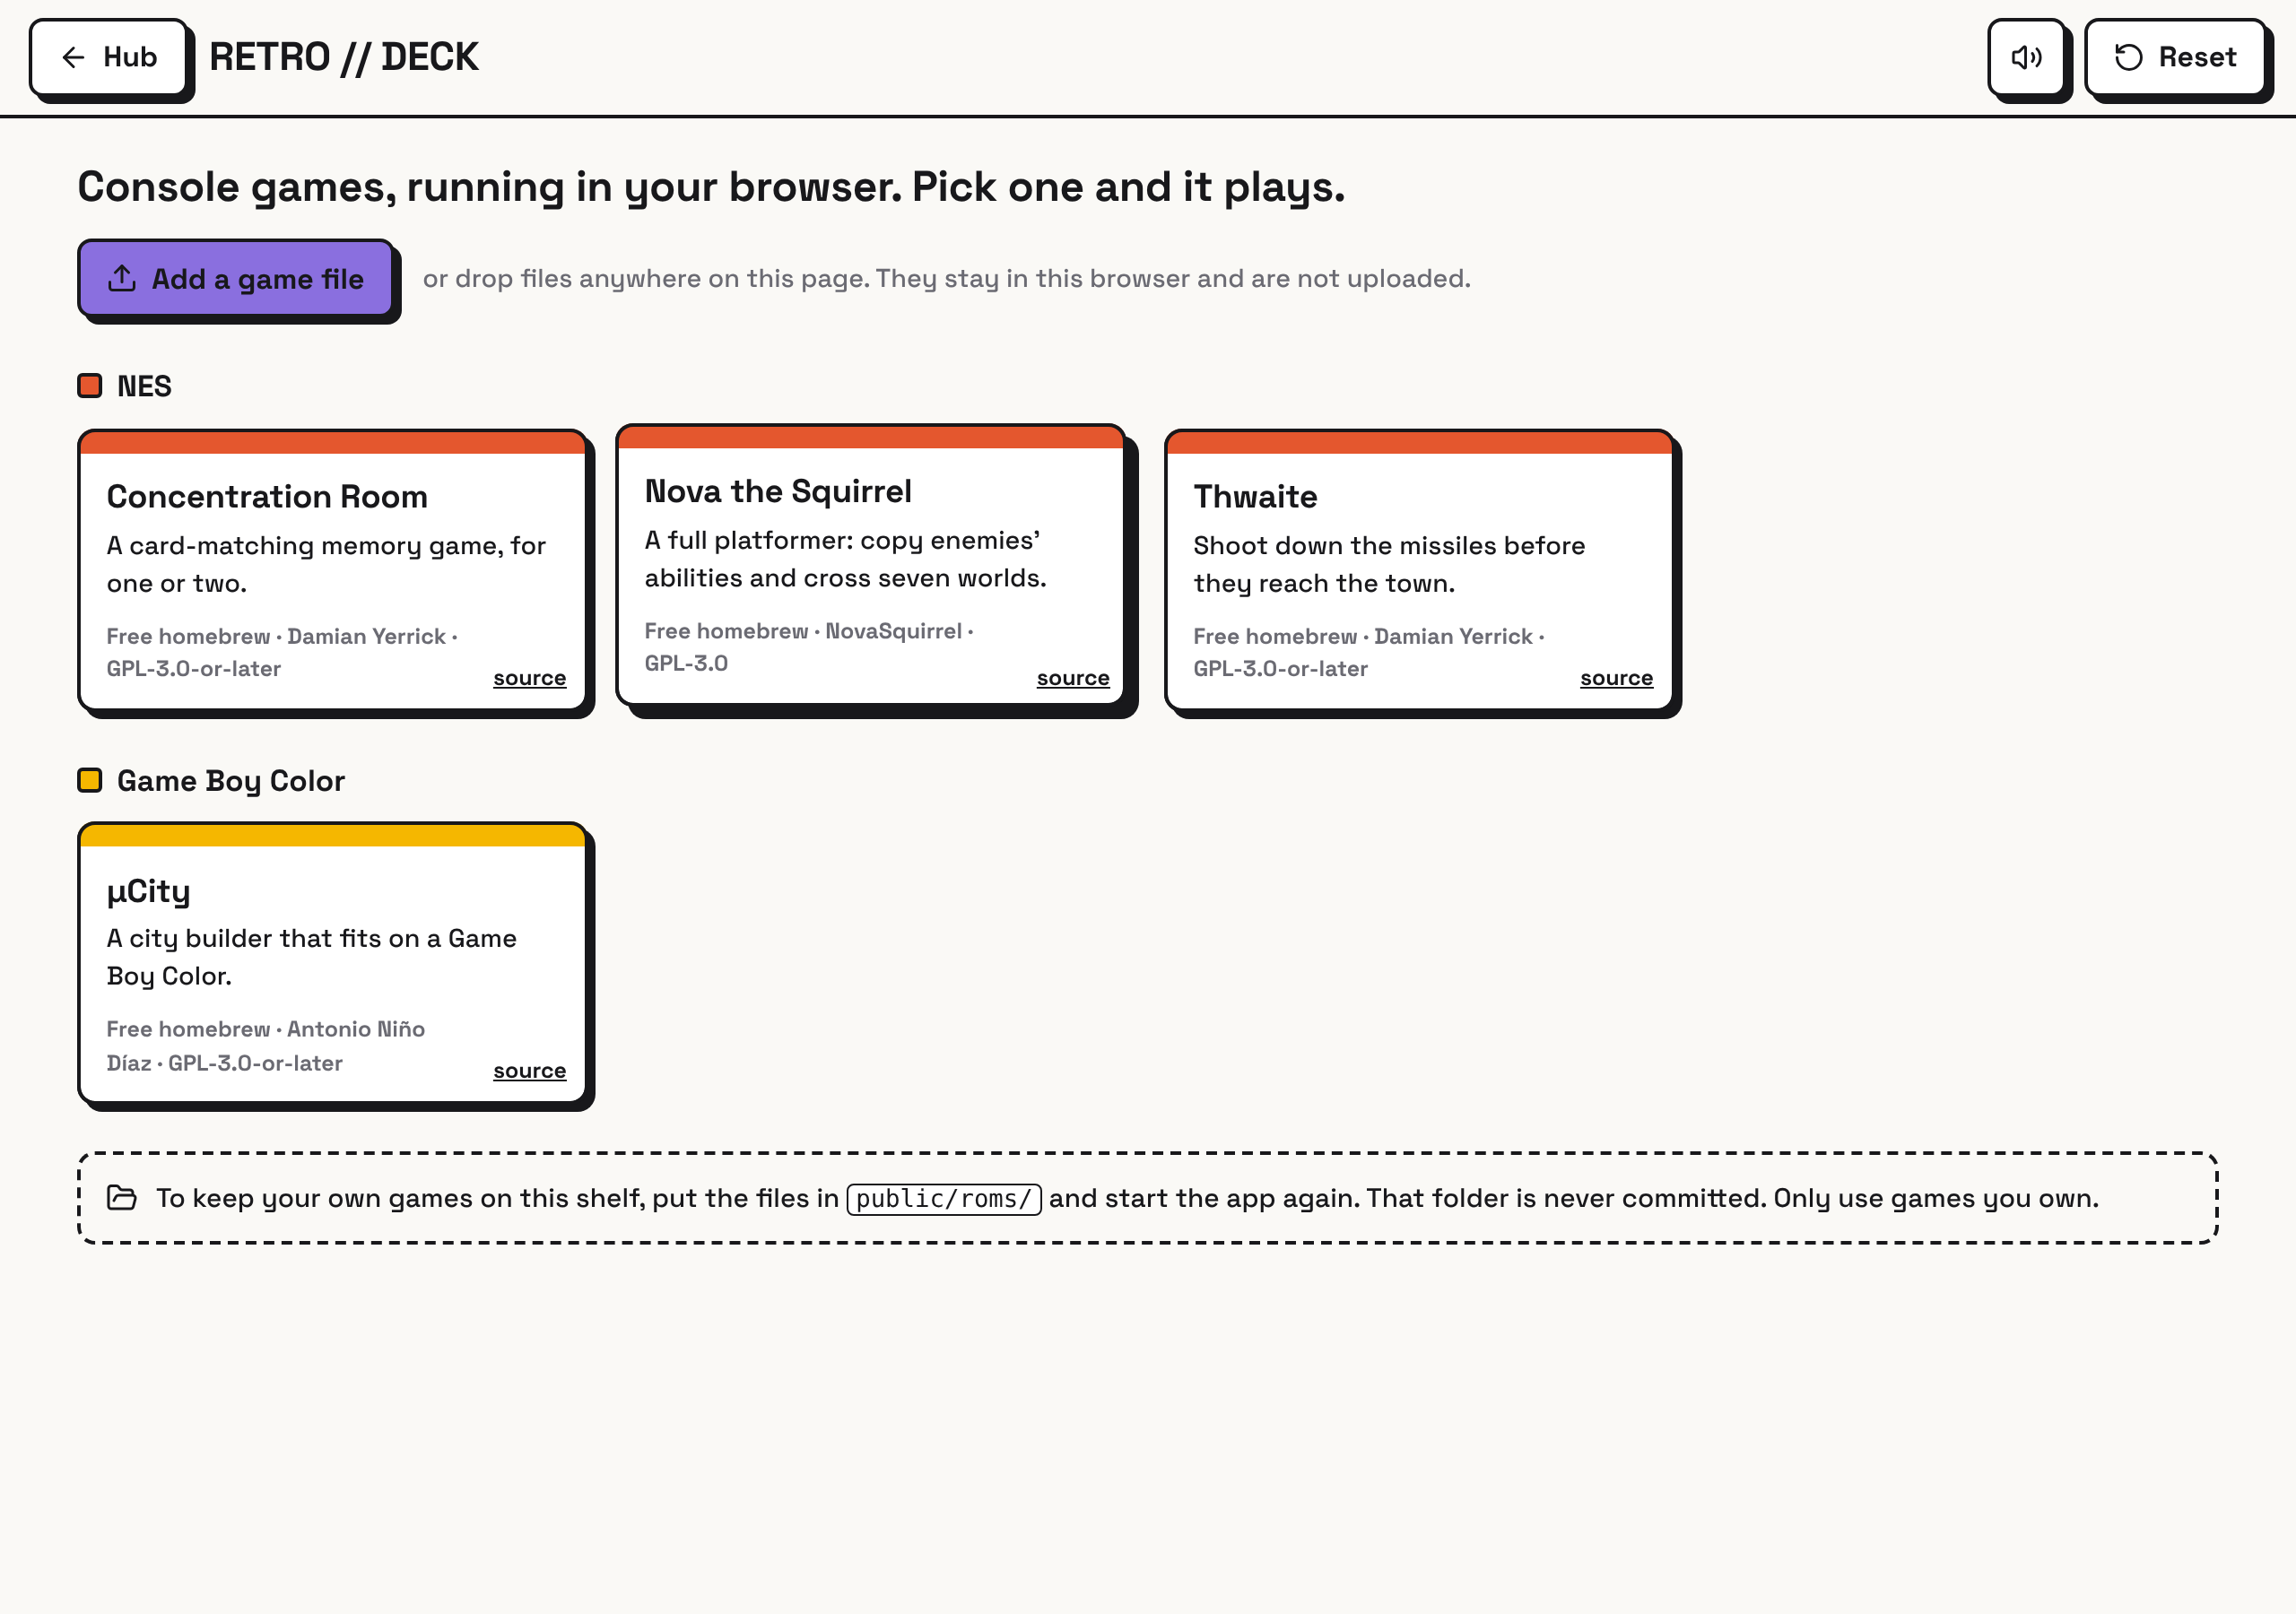 Hub
RETRO // DECK
Reset
Console games, running in your browser. Pick one and it plays.
Add a game file
or drop files anywhere on this page. They stay in this browser and are not uploaded.
NES
Concentration Room
A card-matching memory game, for
one or two.
Free homebrew · Damian Yerrick ·
GPL-3.0-or-later
source
Nova the Squirrel
A full platformer: copy enemies’
abilities and cross seven worlds.
Free homebrew · NovaSquirrel ·
GPL-3.0
source
Thwaite
Shoot down the missiles before
they reach the town.
Free homebrew · Damian Yerrick ·
GPL-3.0-or-later
source
Game Boy Color
µCity
A city builder that fits on a Game
Boy Color.
Free homebrew · Antonio Niño
Díaz · GPL-3.0-or-later
source
To keep your own games on this shelf, put the files in public/roms/ and start the app again. That folder is never committed. Only use games you own.